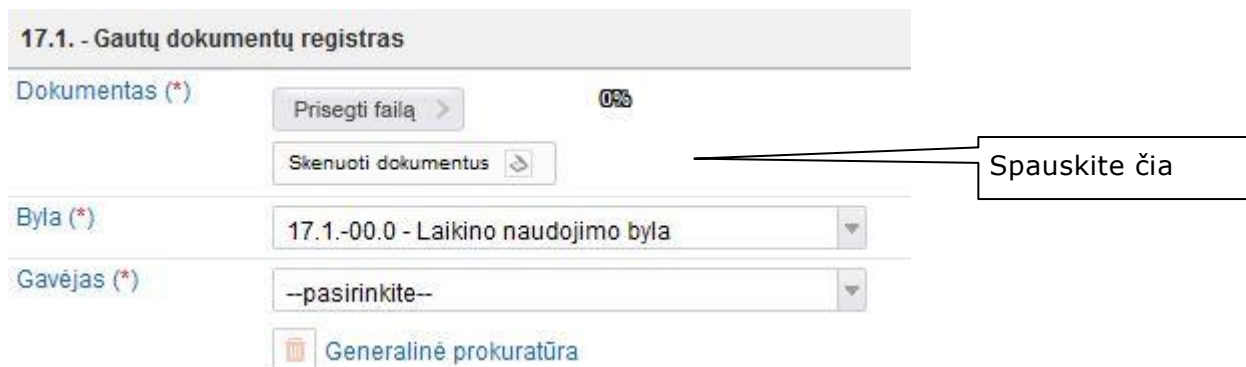 17.1. - Gautų dokumentų registras
Dokumentas (*)
Prisegti failą
0%
Skenuoti dokumentus
Spauskite čia
Byla (*)
17.1.-00.0 - Laikino naudojimo byla
Gavėjas (*)
--pasirinkite--
Generalinė prokuratūra